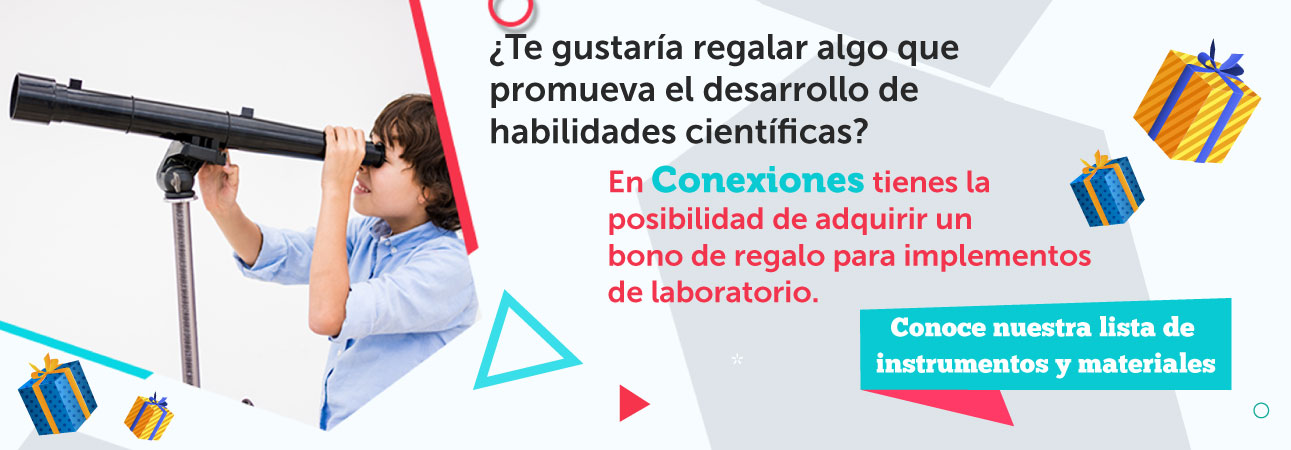 ¿Te gustaría regalar algo que
promueva el desarrollo de
habilidades científicas?
En Conexiones tienes la
posibilidad de adquirir un
bono de regalo para implementos
de laboratorio.
Conoce nuestra lista de
instrumentos y materiales